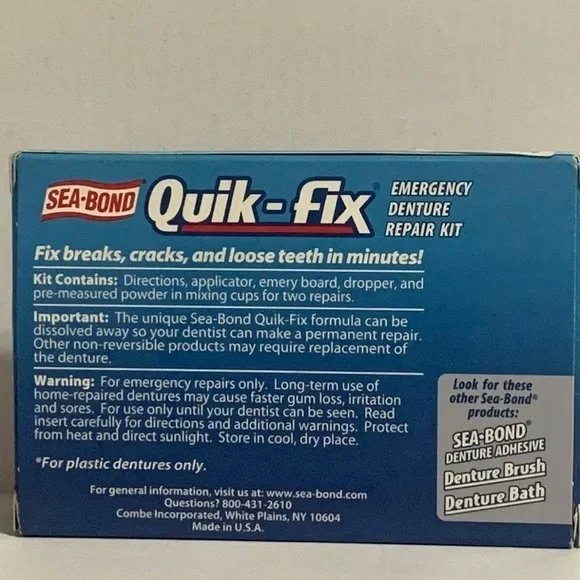 SEA·BOND® Quik-Fix® EMERGENCY
DENTURE
REPAIR KIT
Fix breaks, cracks, and loose teeth in minutes!
Kit Contains: Directions, applicator, emery board, dropper, and
pre-measured powder in mixing cups for two repairs.
Important: The unique Sea-Bond Quik-Fix formula can be
dissolved away so your dentist can make a permanent repair.
Other non-reversible products may require replacement of
the denture.
Warning: For emergency repairs only. Long-term use of
home-repaired dentures may cause faster gum loss, irritation
and sores. For use only until your dentist can be seen. Read
insert carefully for directions and additional warnings. Protect
from heat and direct sunlight. Store in cool, dry place.
*For plastic dentures only.
For general information, visit us at: www.sea-bond.com
Questions? 800-431-2610
Combe Incorporated, White Plains, NY 10604
Made in U.S.A.
Look for these
other Sea-Bond®
products:
SEA-BOND®
DENTURE ADHESIVE
Denture Brush
Denture Bath